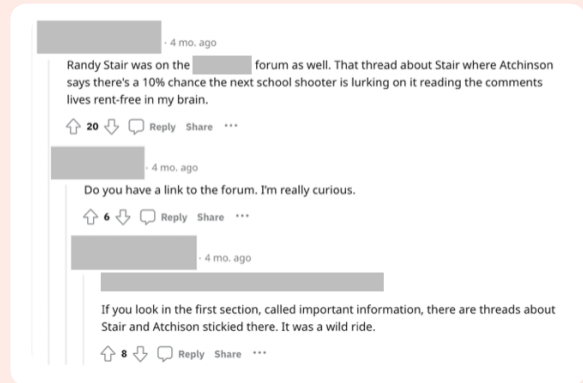 · 4 mo. ago
Randy Stair was on the forum as well. That thread about Stair where Atchinson
says there's a 10% chance the next school shooter is lurking on it reading the comments
lives rent-free in my brain.
20 Reply Share ···
· 4 mo. ago
Do you have a link to the forum. I'm really curious.
6 Reply Share ···
· 4 mo. ago
If you look in the first section, called important information, there are threads about
Stair and Atchison stickied there. It was a wild ride.
8 Reply Share ···